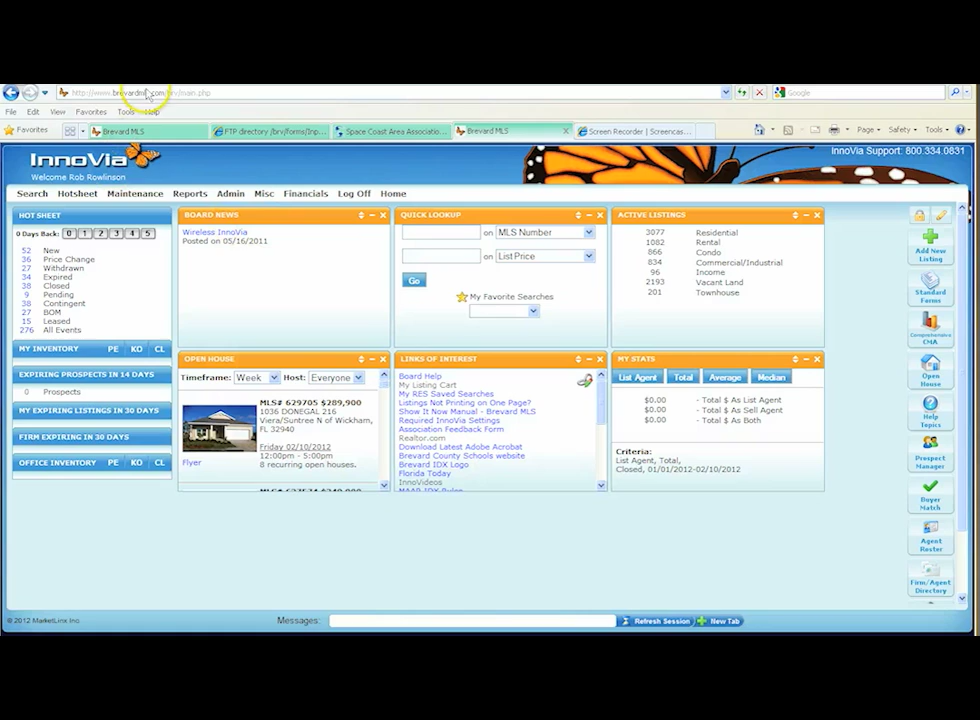 http://www.brevardmls.com/brv/main.php
Google
File Edit View Favorites Tools Help
Favorites
Brevard MLS
FTP directory /brv/forms/Inp...
Space Coast Area Associatio...
Brevard MLS
Screen Recorder | Screencas...
Page Safety Tools
InnoVia
Welcome Rob Rowlinson
InnoVia Support: 800.334.0831
Search Hotsheet Maintenance Reports Admin Misc Financials Log Off Home
HOT SHEET
0 Days Back: 0 1 2 3 4 5
52 New
36 Price Change
27 Withdrawn
34 Expired
38 Closed
9 Pending
38 Contingent
27 BOM
15 Leased
276 All Events
MY INVENTORY PE KO CL
EXPIRING PROSPECTS IN 14 DAYS
0 Prospects
MY EXPIRING LISTINGS IN 30 DAYS
FIRM EXPIRING IN 30 DAYS
OFFICE INVENTORY PE KO CL
BOARD NEWS
Wireless InnoVia
Posted on 05/16/2011
QUICK LOOKUP
on MLS Number
on List Price
Go
My Favorite Searches
ACTIVE LISTINGS
3077 Residential
1082 Rental
866 Condo
834 Commercial/Industrial
96 Income
2193 Vacant Land
201 Townhouse
OPEN HOUSE
Timeframe: Week Host: Everyone
MLS# 629705 $289,900
1036 DONEGAL 216
Viera/Suntree N of Wickham,
FL 32940
Friday 02/10/2012
12:00pm - 5:00pm
8 recurring open houses.
Flyer
LINKS OF INTEREST
Board Help
My Listing Cart
My RES Saved Searches
Listings Not Printing on One Page?
Show It Now Manual - Brevard MLS
Required InnoVia Settings
Association Feedback Form
Realtor.com
Download Latest Adobe Acrobat
Brevard County Schools website
Brevard IDX Logo
Florida Today
InnoVideos
MY STATS
List Agent Total Average Median
$0.00 - Total $ As List Agent
$0.00 - Total $ As Sell Agent
$0.00 - Total $ As Both
Criteria:
List Agent, Total,
Closed, 01/01/2012-02/10/2012
Add New
Listing
Standard
Forms
Comprehensive
CMA
Open
House
Help
Topics
Prospect
Manager
Buyer
Match
Agent
Roster
Firm/Agent
Directory
© 2012 MarketLinx Inc
Messages:
Refresh Session
New Tab